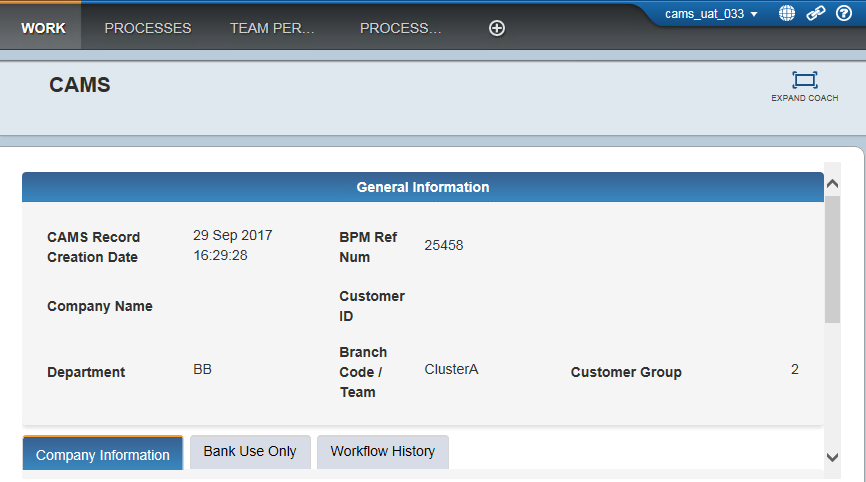 WORK PROCESSES TEAM PER... PROCESS... cams_uat_033
CAMS
EXPAND COACH
General Information
CAMS Record
Creation Date
29 Sep 2017
16:29:28
BPM Ref
Num
25458
Company Name
Customer
ID
Department
BB
Branch
Code /
Team
ClusterA
Customer Group
2
Company Information Bank Use Only Workflow History